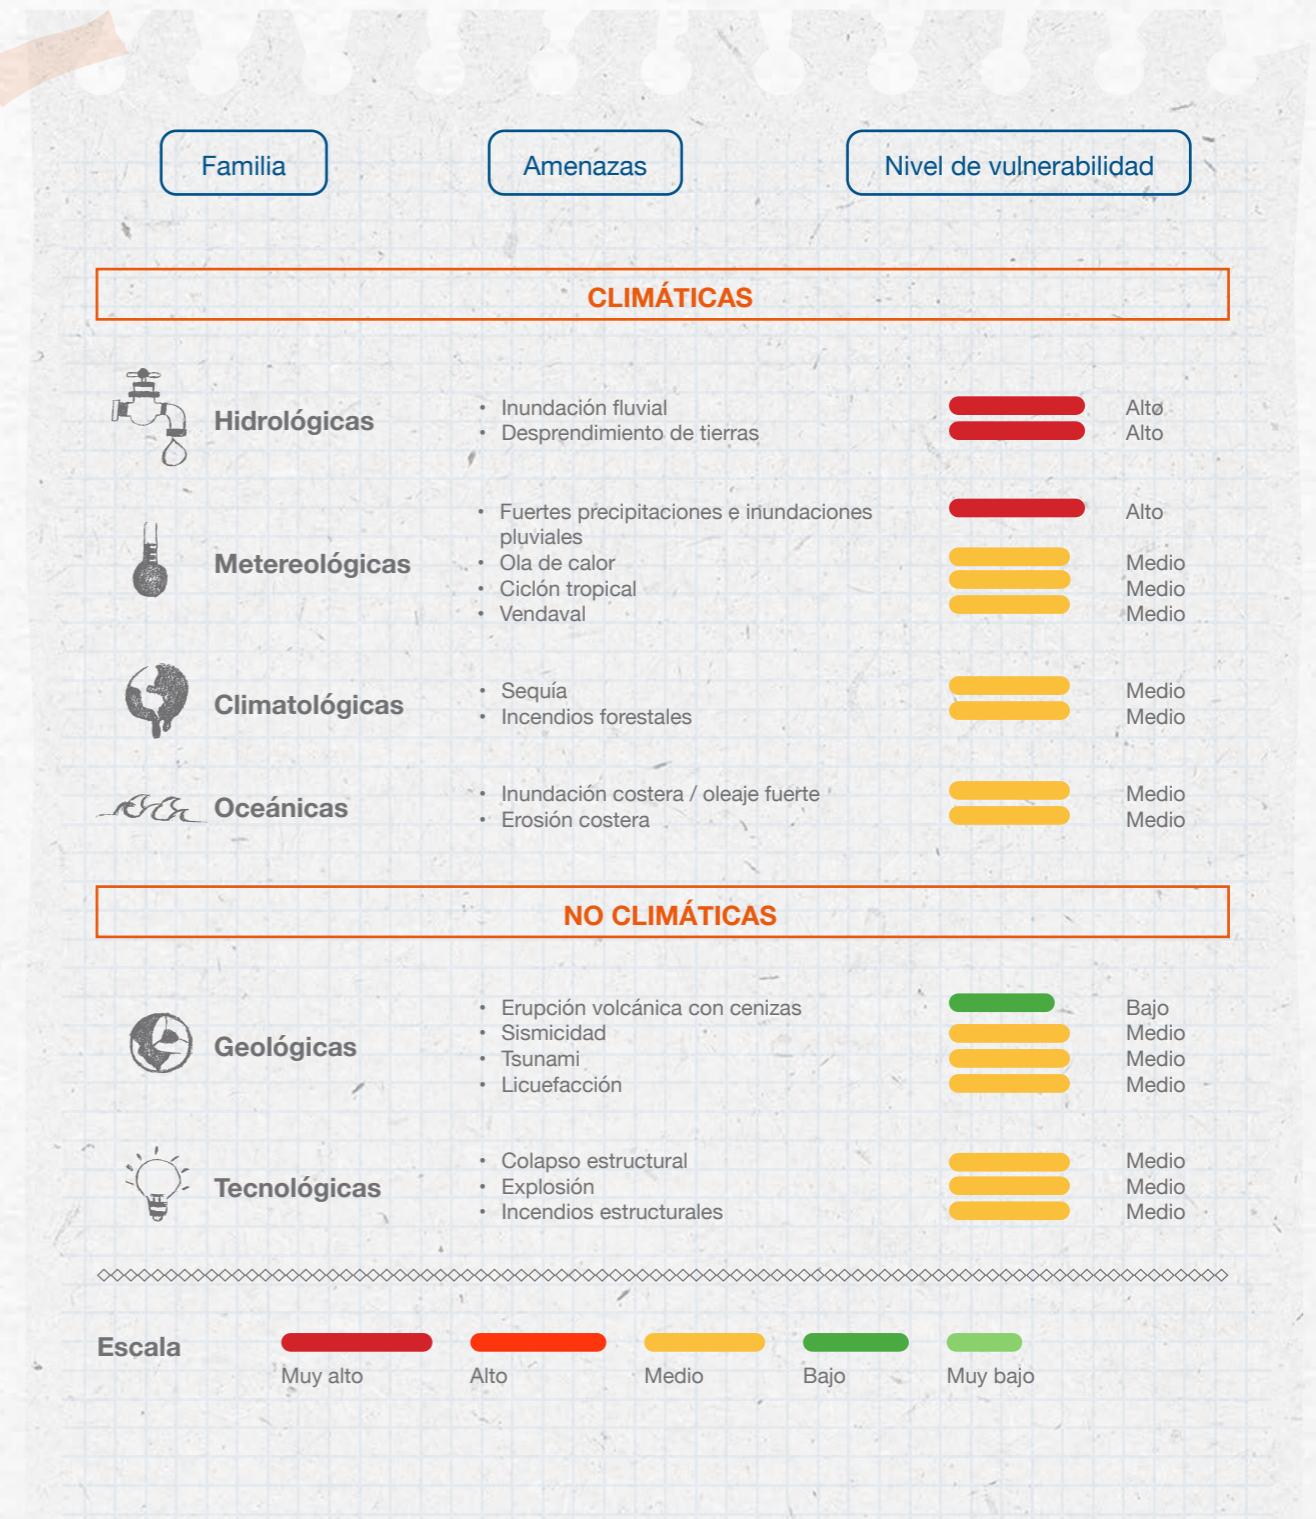 Familia
Amenazas
Nivel de vulnerabilidad
CLIMÁTICAS
Hidrológicas
• Inundación fluvial
Alto
• Desprendimiento de tierras
Alto
Metereológicas
• Fuertes precipitaciones e inundaciones
pluviales
Alto
• Ola de calor
Medio
• Ciclón tropical
Medio
• Vendaval
Medio
Climatológicas
• Sequía
Medio
• Incendios forestales
Medio
Oceánicas
• Inundación costera / oleaje fuerte
Medio
• Erosión costera
Medio
NO CLIMÁTICAS
Geológicas
• Erupción volcánica con cenizas
Bajo
• Sismicidad
Medio
• Tsunami
Medio
• Licuefacción
Medio
Tecnológicas
• Colapso estructural
Medio
• Explosión
Medio
• Incendios estructurales
Medio
Escala
Muy alto
Alto
Medio
Bajo
Muy bajo